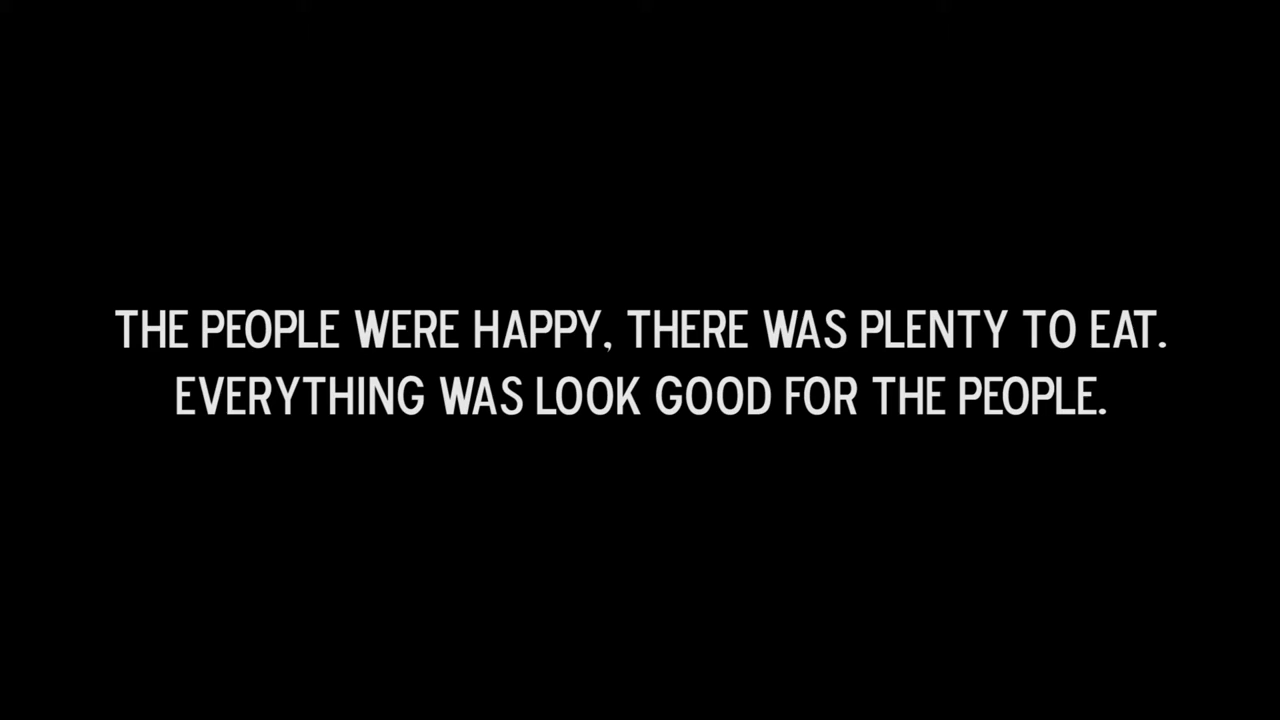 THE PEOPLE WERE HAPPY, THERE WAS PLENTY TO EAT.
EVERYTHING WAS LOOK GOOD FOR THE PEOPLE.